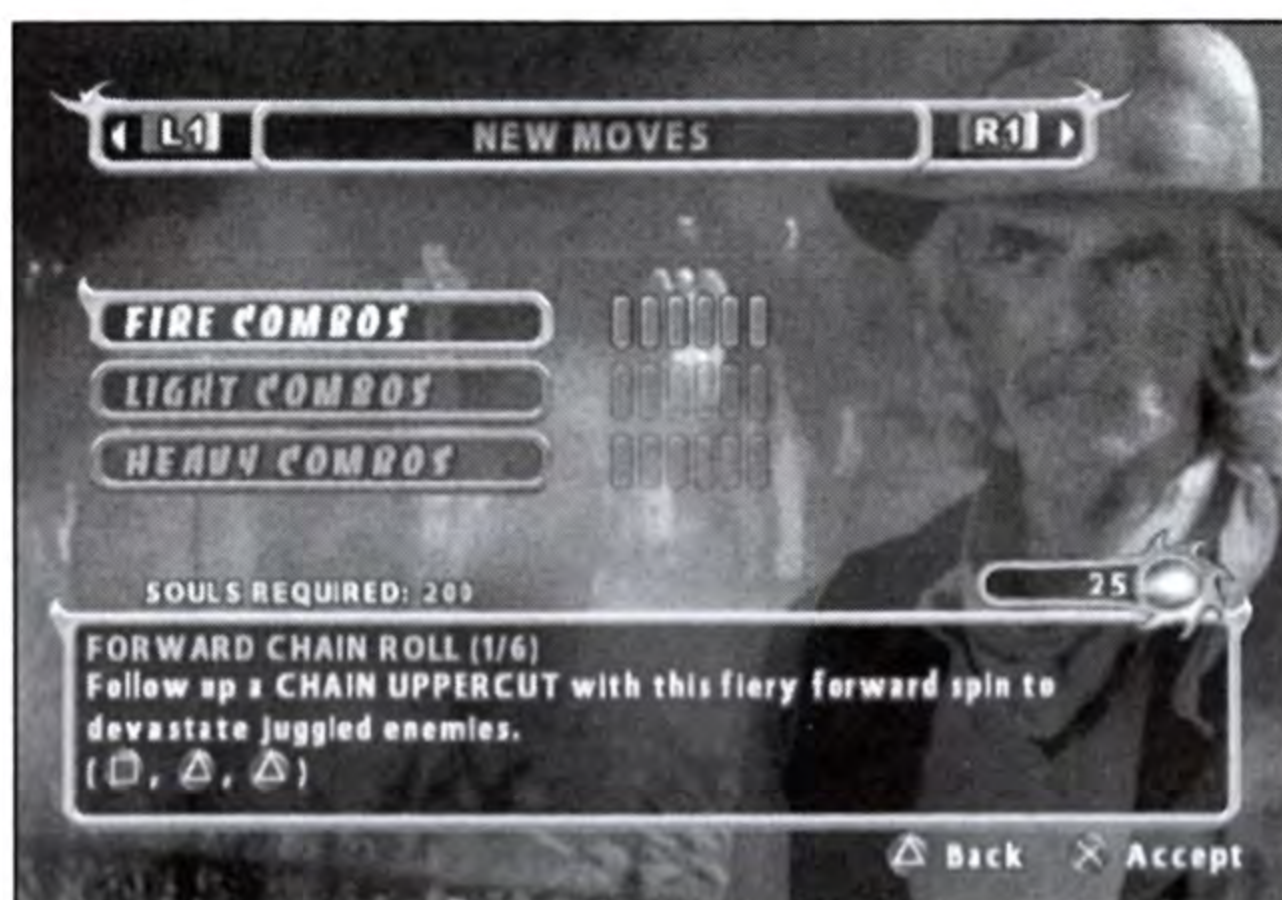 L1 NEW MOVES R1
FIRE COMBOS
LIGHT COMBOS
HEAVY COMBOS
SOULS REQUIRED: 200
25
FORWARD CHAIN ROLL (1/6)
Follow up a CHAIN UPPERCUT with this fiery forward spin to
devastate juggled enemies.
(□, △, △)
△ Back ✕ Accept